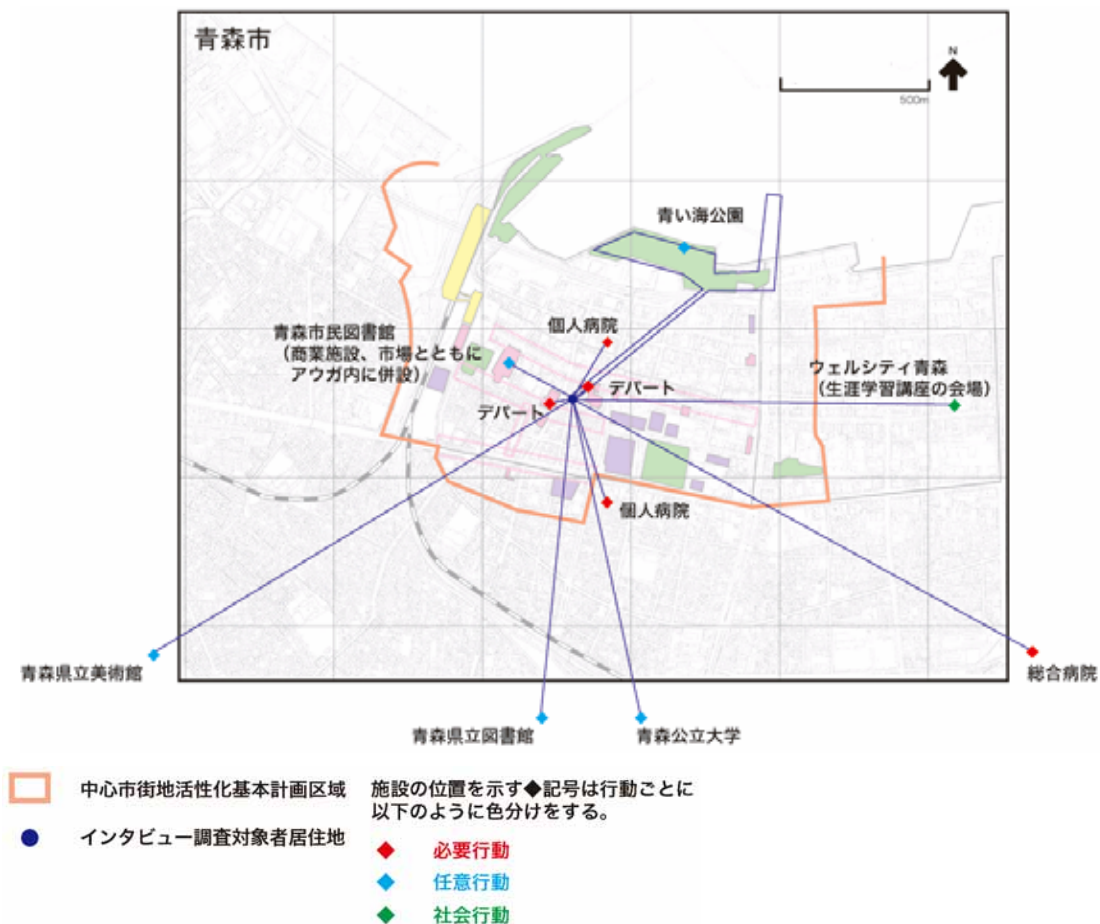 青森市
N
500m
青い海公園
個人病院
青森市民図書館
（商業施設、市場とともに
アウガ内に併設）
デパート
ウェルシティ青森
（生涯学習講座の会場）
デパート
個人病院
青森県立美術館
総合病院
青森県立図書館
青森公立大学
中心市街地活性化基本計画区域
インタビュー調査対象者居住地
施設の位置を示す◆記号は行動ごとに
以下のように色分けをする。
必要行動
任意行動
社会行動